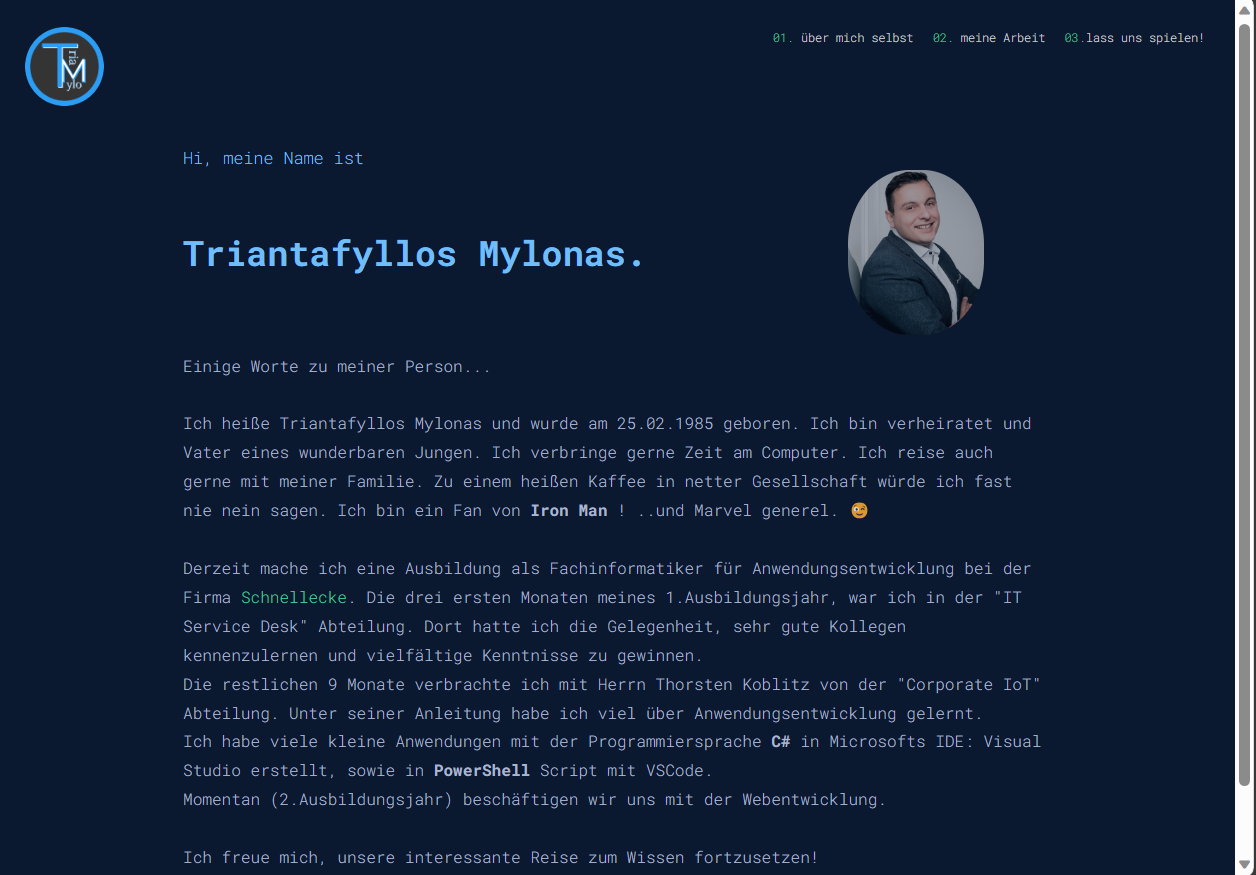 Tria
Mylo
01. über mich selbst 02. meine Arbeit 03.lass uns spielen!
Hi, meine Name ist
Triantafyllos Mylonas.
Einige Worte zu meiner Person...
Ich heiße Triantafyllos Mylonas und wurde am 25.02.1985 geboren. Ich bin verheiratet und
Vater eines wunderbaren Jungen. Ich verbringe gerne Zeit am Computer. Ich reise auch
gerne mit meiner Familie. Zu einem heißen Kaffee in netter Gesellschaft würde ich fast
nie nein sagen. Ich bin ein Fan von Iron Man ! ..und Marvel generel. 😉
Derzeit mache ich eine Ausbildung als Fachinformatiker für Anwendungsentwicklung bei der
Firma Schnellecke. Die drei ersten Monaten meines 1.Ausbildungsjahr, war ich in der "IT
Service Desk" Abteilung. Dort hatte ich die Gelegenheit, sehr gute Kollegen
kennenzulernen und vielfältige Kenntnisse zu gewinnen.
Die restlichen 9 Monate verbrachte ich mit Herrn Thorsten Koblitz von der "Corporate IoT"
Abteilung. Unter seiner Anleitung habe ich viel über Anwendungsentwicklung gelernt.
Ich habe viele kleine Anwendungen mit der Programmiersprache C# in Microsofts IDE: Visual
Studio erstellt, sowie in PowerShell Script mit VSCode.
Momentan (2.Ausbildungsjahr) beschäftigen wir uns mit der Webentwicklung.
Ich freue mich, unsere interessante Reise zum Wissen fortzusetzen!